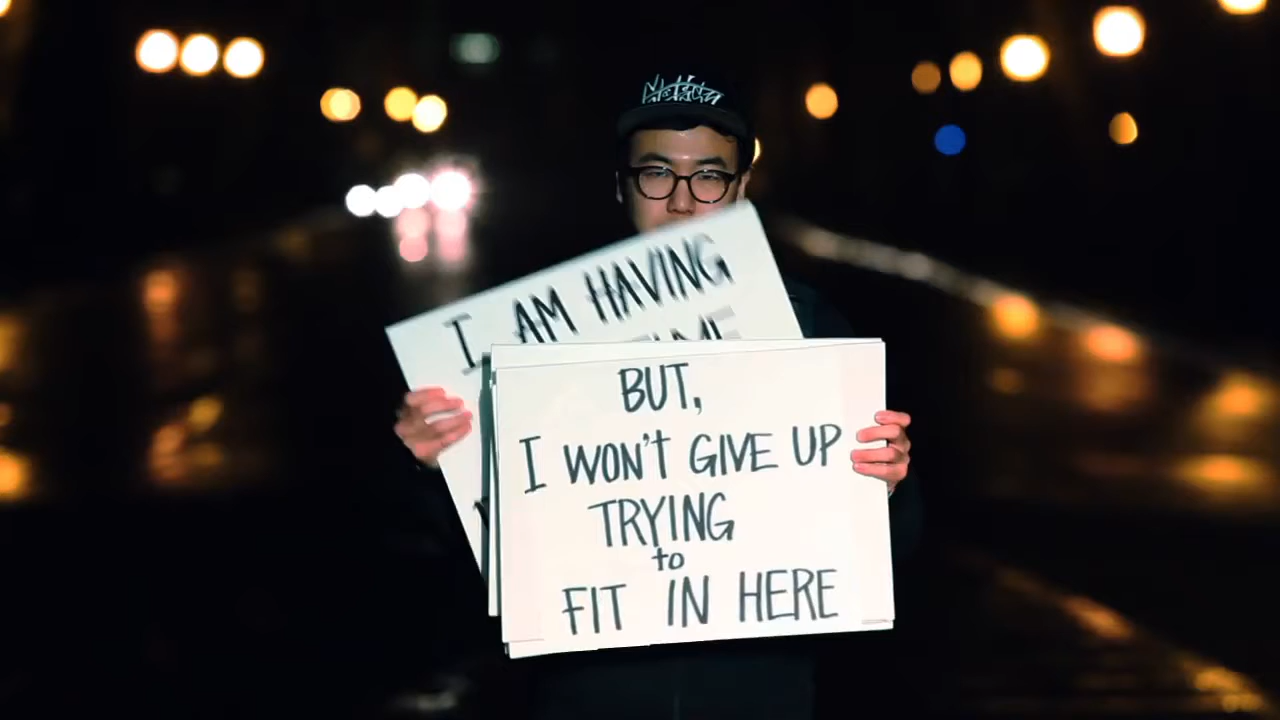 I AM HAVING
BUT,
I WON'T GIVE UP
TRYING
to
FIT IN HERE